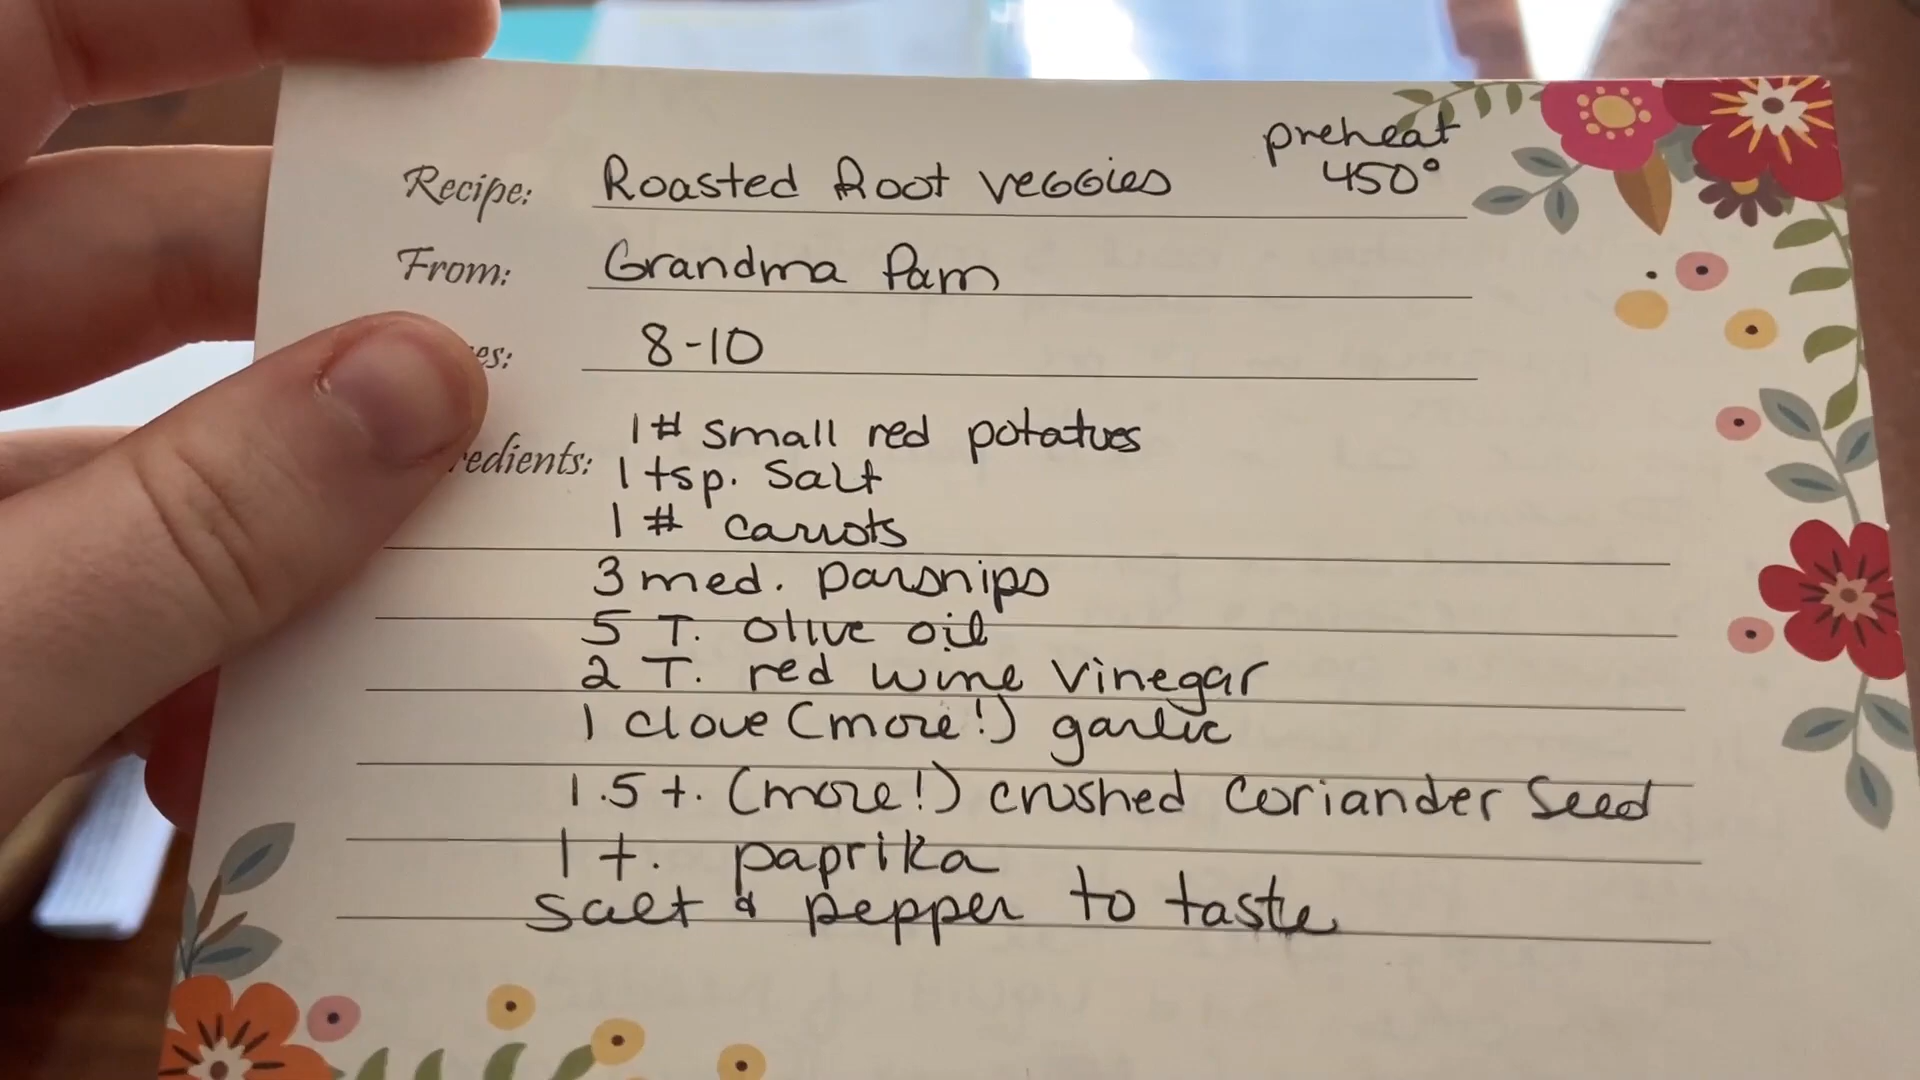 preheat
450°
Recipe: Roasted Root veggies
From: Grandma Pam
es: 8-10
redients: 1# small red potatoes
1 tsp. Salt
1 # carrots
3 med. parsnips
5 T. olive oil
2 T. red wine vinegar
1 clove (more!) garlic
1.5 t. (more!) crushed coriander seed
1 t. paprika
salt & pepper to taste